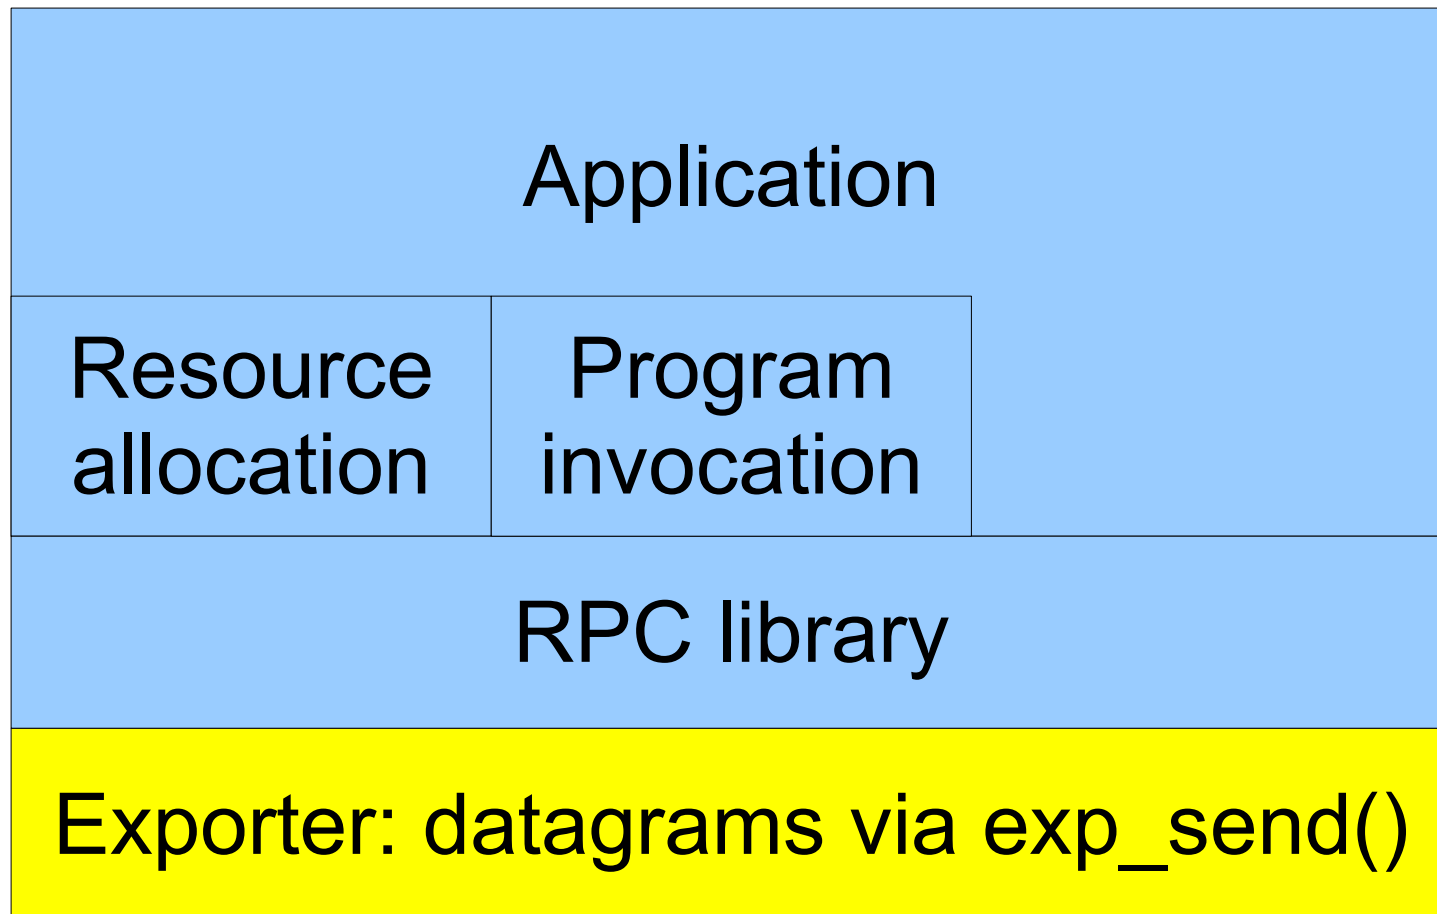 Application
Resource
allocation
Program
invocation
RPC library
Exporter: datagrams via exp_send()